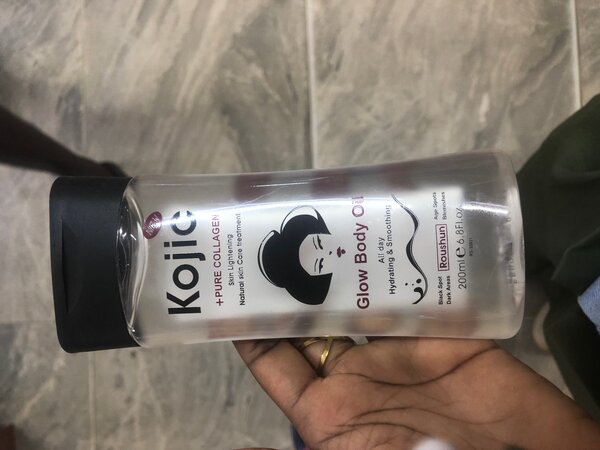 Kojic
+PURE COLLAGEN
Skin Lightening
Natural skin Care treatment
Glow Body Oil
All day
Hydrating & Smoothing
Black Spot
Dark Areas
Roushun
Age Spots
Blemishes
200ml e 6.8Fl.oz